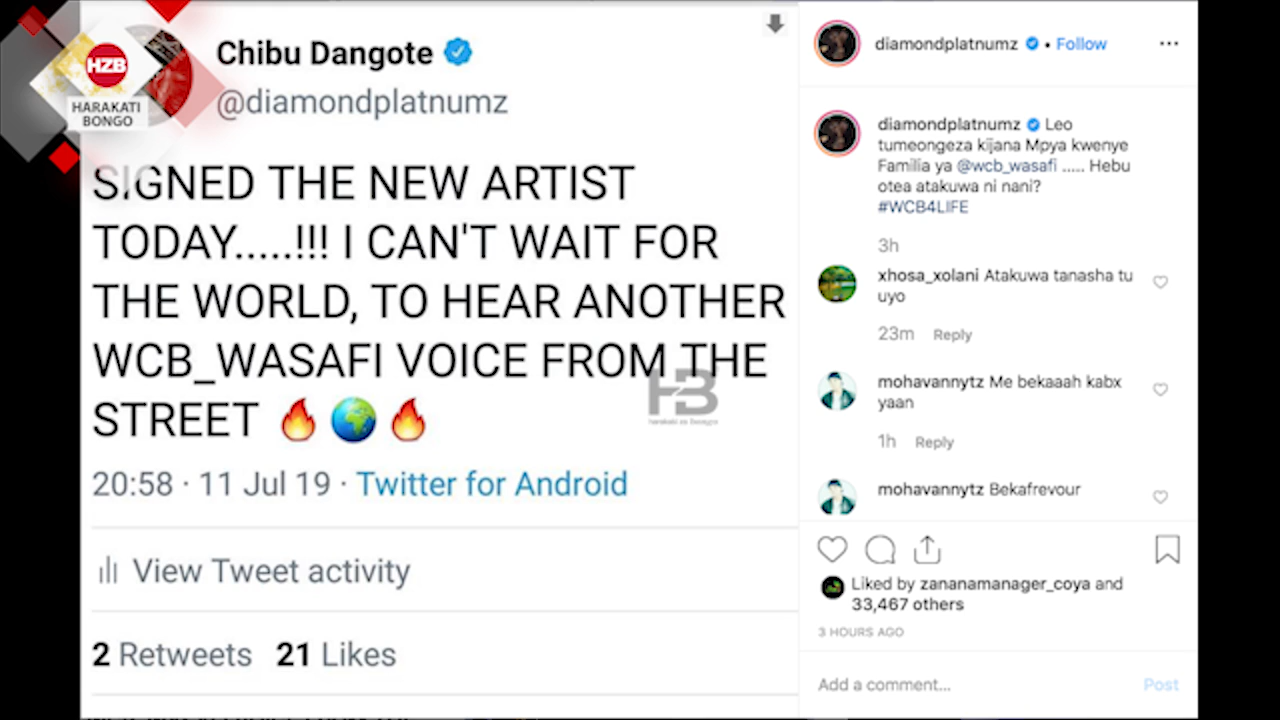 HZB
HARAKATI
BONGO
Chibu Dangote
@diamondplatnumz
SIGNED THE NEW ARTIST
TODAY.....!!! I CAN'T WAIT FOR
THE WORLD, TO HEAR ANOTHER
WCB_WASAFI VOICE FROM THE
STREET 🔥🌍🔥
HB
harakati za bongo
20:58 · 11 Jul 19 · Twitter for Android
View Tweet activity
2 Retweets 21 Likes
diamondplatnumz • Follow
diamondplatnumz Leo
tumeongeza kijana Mpya kwenye
Familia ya @wcb_wasafi ..... Hebu
otea atakuwa ni nani?
#WCB4LIFE
3h
xhosa_xolani Atakuwa tanasha tu
uyo
23m Reply
mohavannytz Me bekaaah kabx
yaan
1h Reply
mohavannytz Bekafrevour
Liked by zananamanager_coya and
33,467 others
3 HOURS AGO
Add a comment... Post